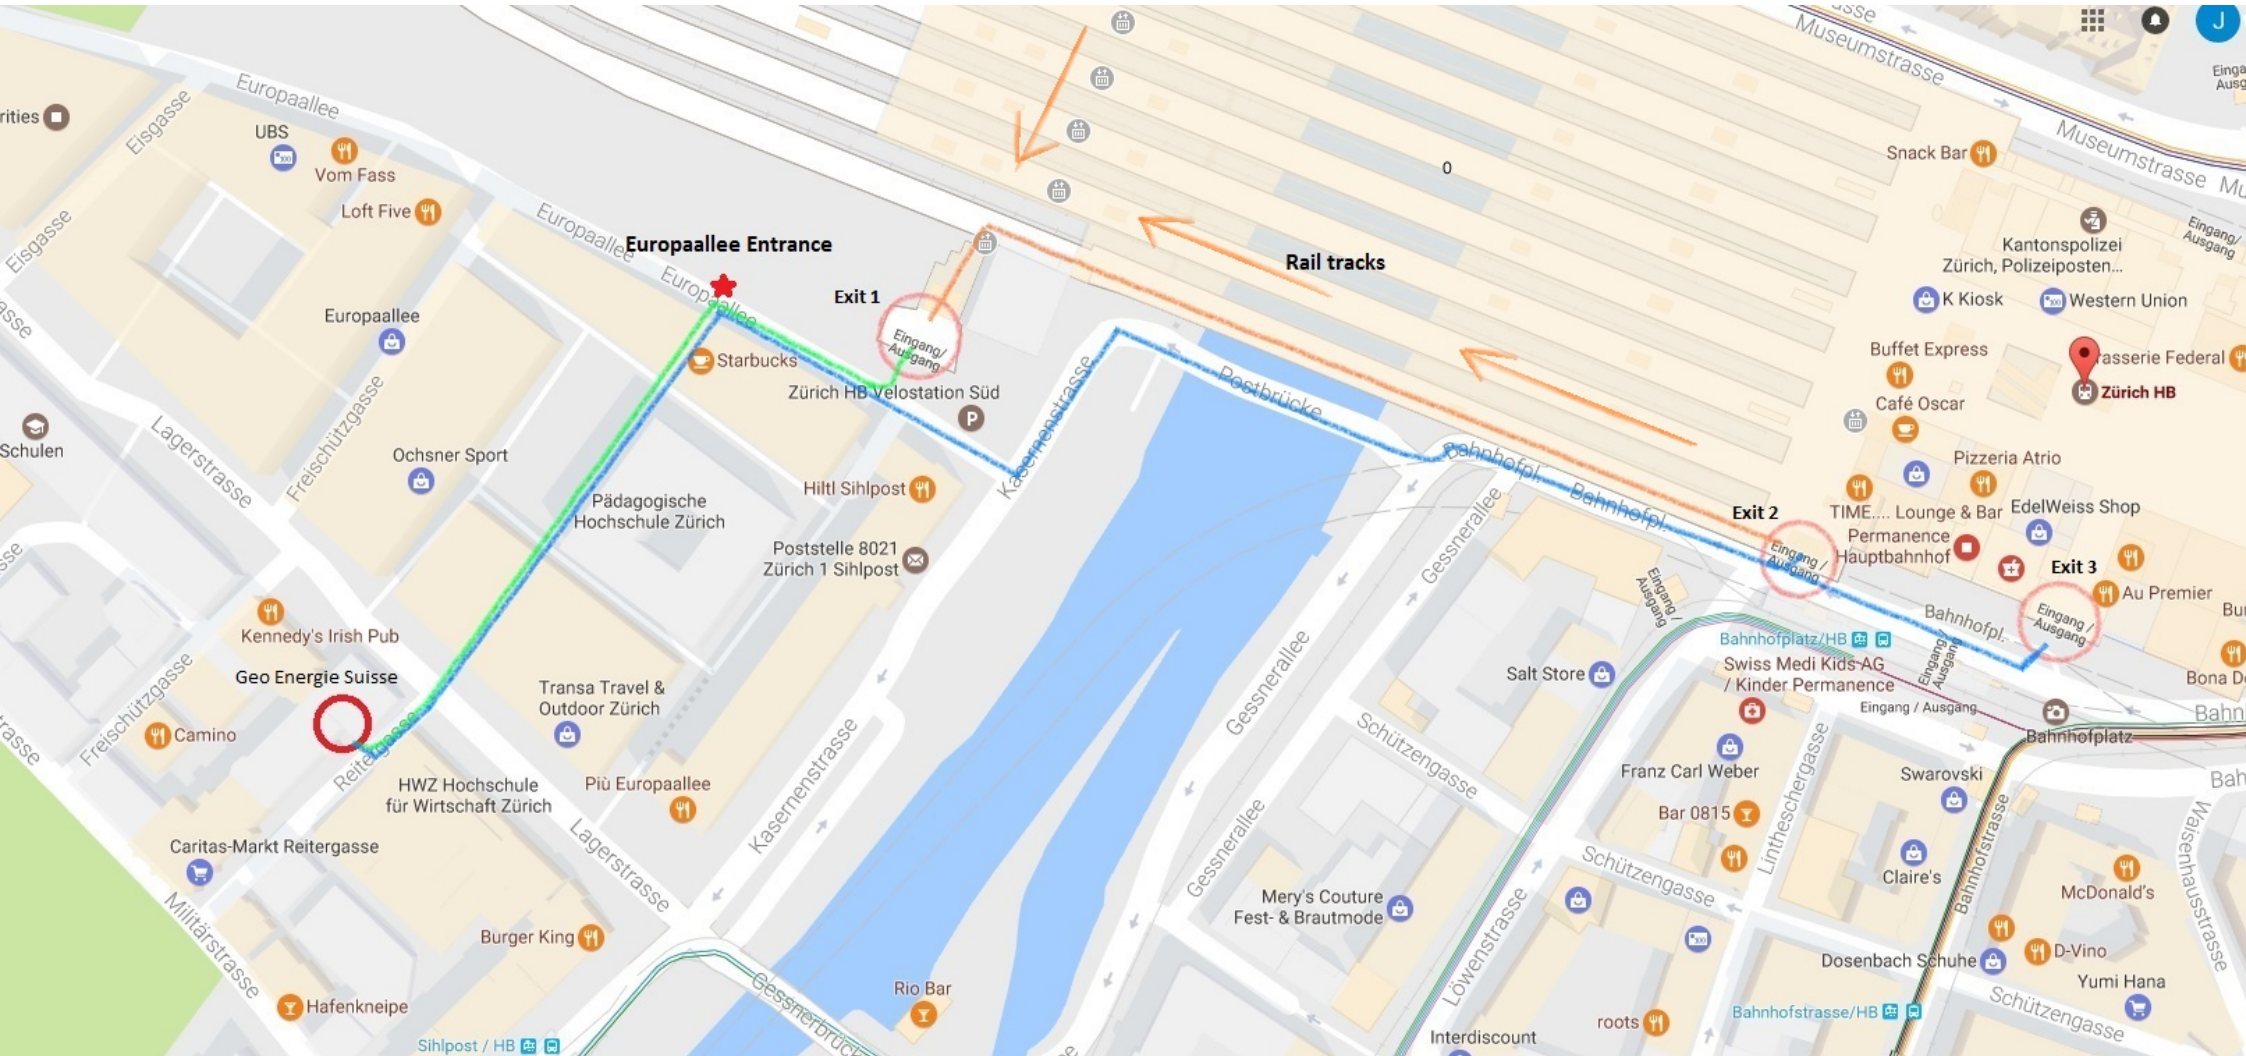 Museumstrasse
J
Europaallee
Eisgasse
UBS
Vom Fass
Loft Five
rities
Snack Bar
Museumstrasse
Eingang/
Ausgang
Kantonspolizei
Zürich, Polizeiposten...
0
Europaallee
Europaallee Entrance
Europaallee
Eisgasse
Rail tracks
Exit 1
K Kiosk
Western Union
Europaallee
Eingang/
Ausgang
Starbucks
Zürich HB Velostation Süd
P
Kasernenstrasse
Postbrücke
Buffet Express
rasserie Federal
Zürich HB
Café Oscar
Schulen
Lagerstrasse
Freischützgasse
Ochsner Sport
Pädagogische
Hochschule Zürich
Hiltl Sihlpost
Bahnhofpl.
Bahnhofpl.
Pizzeria Atrio
Exit 2
TIME.... Lounge & Bar
EdelWeiss Shop
Permanence
Hauptbahnhof
Eingang /
Ausgang
Poststelle 8021
Zürich 1 Sihlpost
Gessnerallee
Eingang /
Ausgang
Exit 3
Eingang /
Ausgang
Au Premier
Bahnhofpl.
Kennedy's Irish Pub
Geo Energie Suisse
Freischützgasse
Camino
Reitergasse
Transa Travel &
Outdoor Zürich
Gessnerallee
Salt Store
Bahnhofplatz/HB
Swiss Medi Kids AG
/ Kinder Permanence
Eingang /
Ausgang
Eingang / Ausgang
Bahnhofplatz
HWZ Hochschule
für Wirtschaft Zürich
Più Europaallee
Kasernenstrasse
Schützengasse
Franz Carl Weber
Swarovski
Bar 0815
Lintheschergasse
Caritas-Markt Reitergasse
Lagerstrasse
Gessnerallee
Schützengasse
Claire's
Bahnhofstrasse
McDonald's
Waisenhausstrasse
Militärstrasse
Burger King
Mery's Couture
Fest- & Brautmode
Löwenstrasse
Dosenbach Schuhe
D-Vino
Yumi Hana
Hafenkneipe
Rio Bar
Gessnerbrücke
Bahnhofstrasse/HB
Schützengasse
roots
Interdiscount
Sihlpost / HB